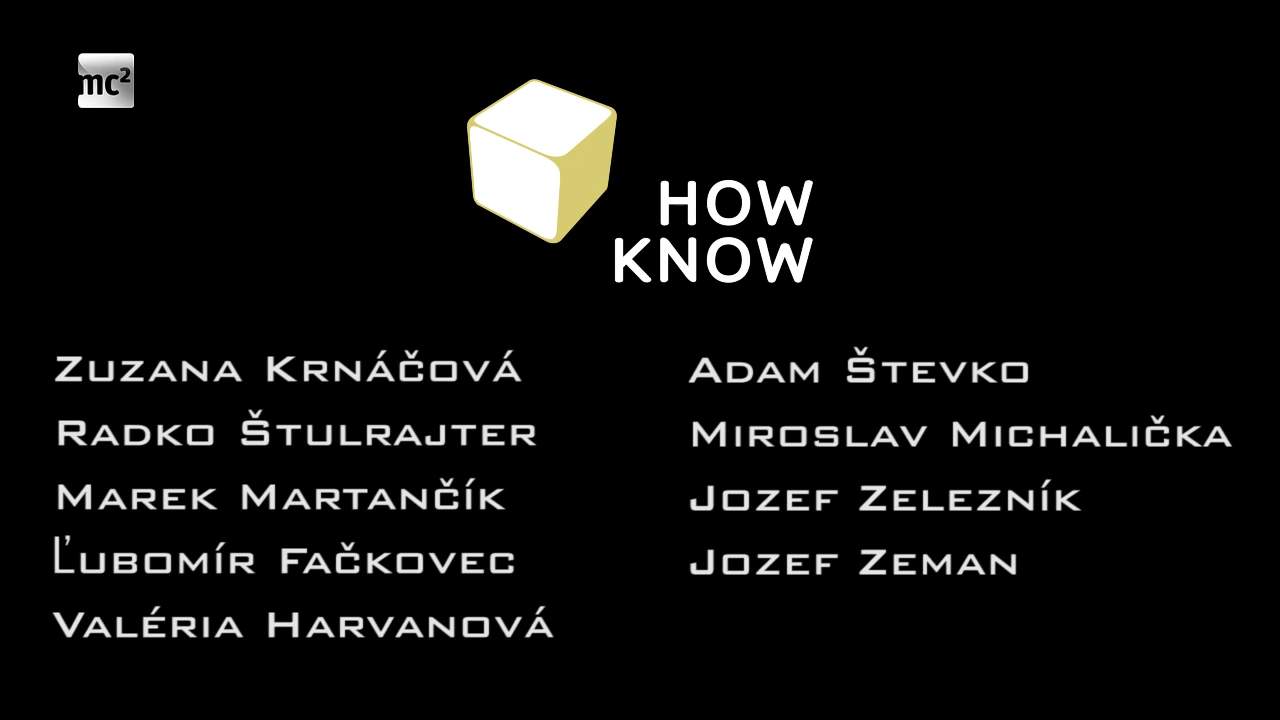 mc²
HOW
KNOW
ZUZANA KRNÁČOVÁ
RADKO ŠTULRAJTER
MAREK MARTANČÍK
ĽUBOMÍR FAČKOVEC
VALÉRIA HARVANOVÁ
ADAM ŠTEVKO
MIROSLAV MICHALIČKA
JOZEF ZELEZNÍK
JOZEF ZEMAN